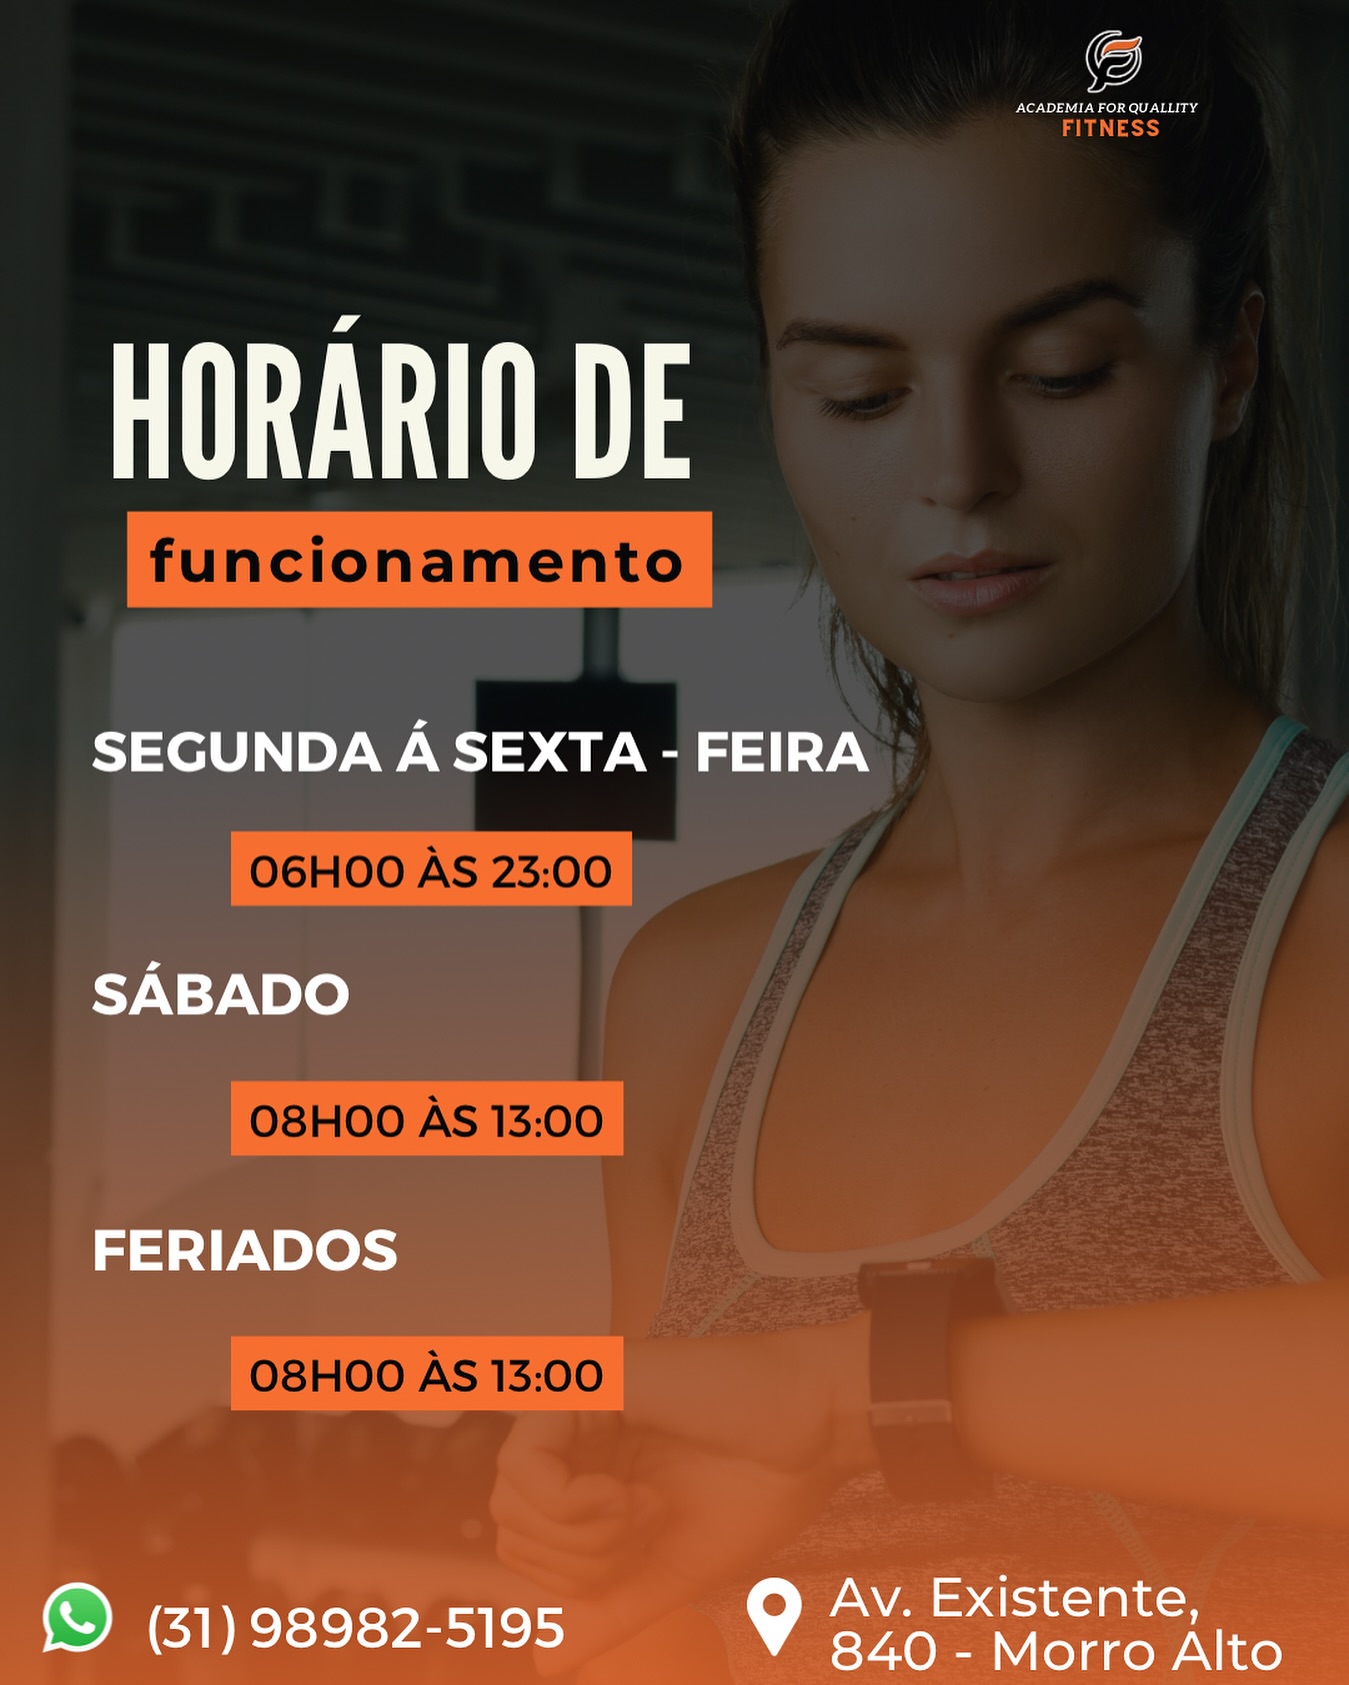 ACADEMIA FOR QUALLITY
FITNESS
HORÁRIO DE
funcionamento
SEGUNDA Á SEXTA - FEIRA
06H00 ÀS 23:00
SÁBADO
08H00 ÀS 13:00
FERIADOS
08H00 ÀS 13:00
(31) 98982-5195
Av. Existente,
840 - Morro Alto